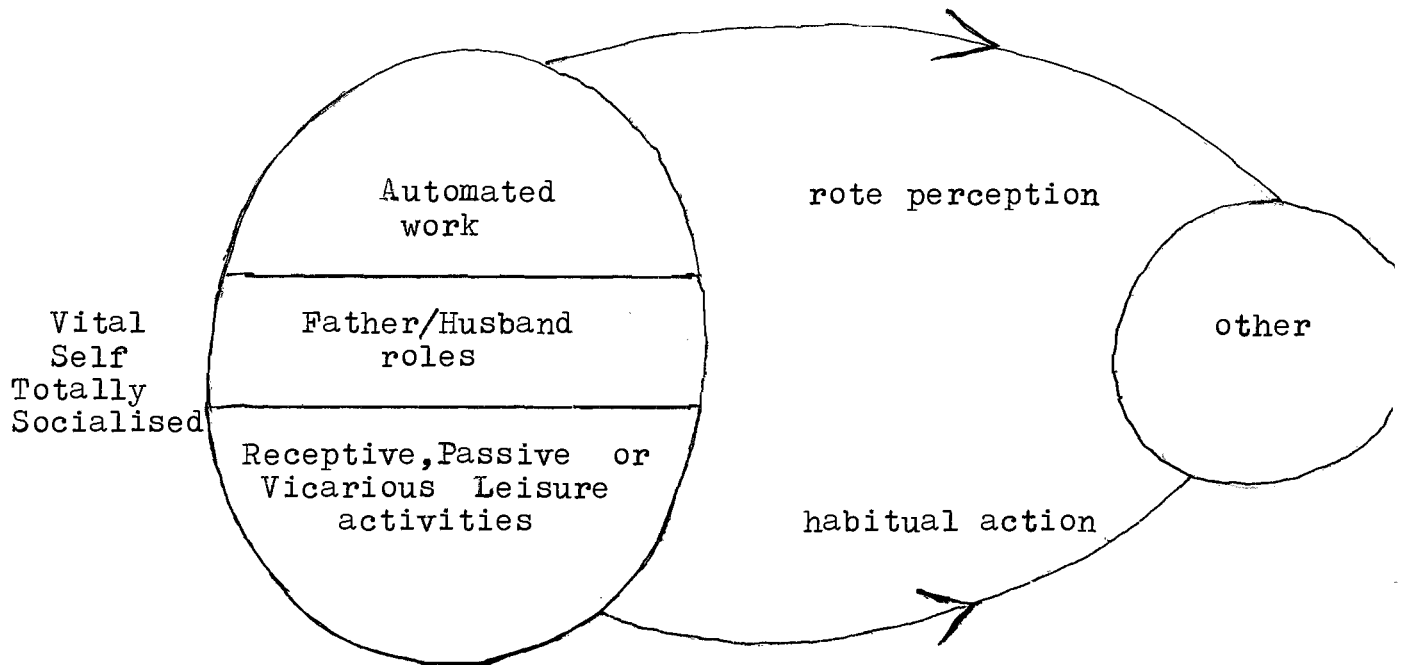 Automated
work
rote perception
Vital
Self
Totally
Socialised
Father/Husband
roles
other
Receptive,Passive or
Vicarious Leisure
activities
habitual action